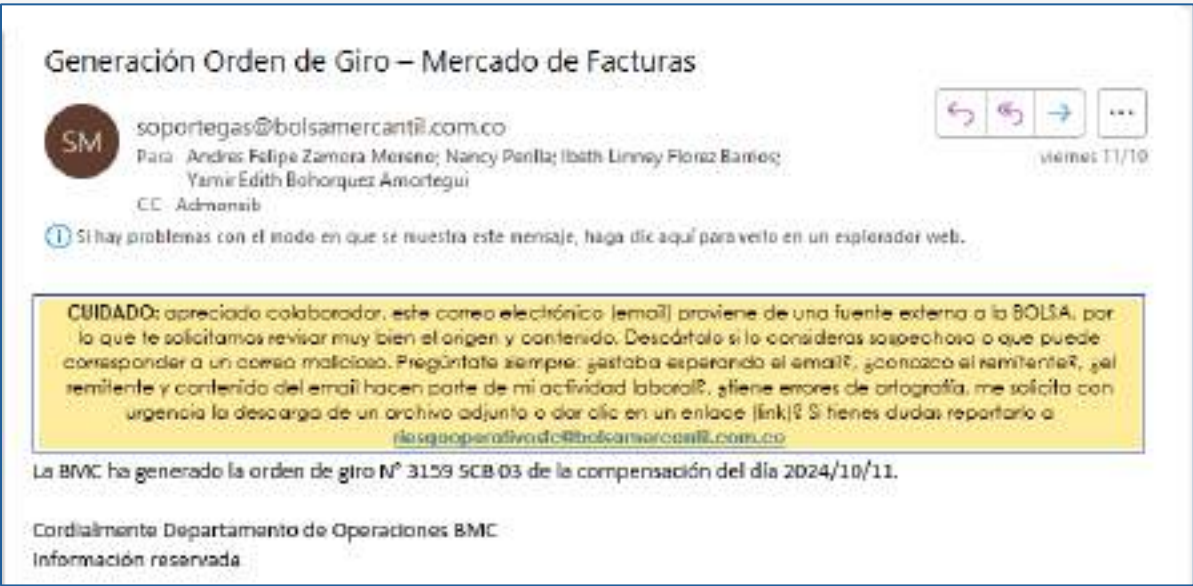 Generación Orden de Giro – Mercado de Facturas
SM
soportegas@bolsamercantil.com.co
Para Andres Felipe Zamora Moreno; Nancy Perilla; Ibeth Linney Florez Barrios;
Yamir Edith Bohorquez Amortegui
CC Admonsib
viernes 11/10
Si hay problemas con el modo en que se muestra este mensaje, haga clic aquí para verlo en un explorador web.
CUIDADO: apreciado colaborador, este correo electrónico (email) proviene de una fuente externa a la BOLSA, por
lo que te solicitamos revisar muy bien el origen y contenido. Descártalo si lo consideras sospechoso o que puede
corresponder a un correo malicioso. Pregúntate siempre: ¿estaba esperando el email?, ¿conozco el remitente?, ¿el
remitente y contenido del email hacen parte de mi actividad laboral?, ¿tiene errores de ortografía, me solicita con
urgencia la descarga de un archivo adjunto o dar clic en un enlace (link)? Si tienes dudas reportarlo a
La BMC ha generado la orden de giro N° 3159 SCB 03 de la compensación del día 2024/10/11.
Cordialmente Departamento de Operaciones BMC
Información reservada